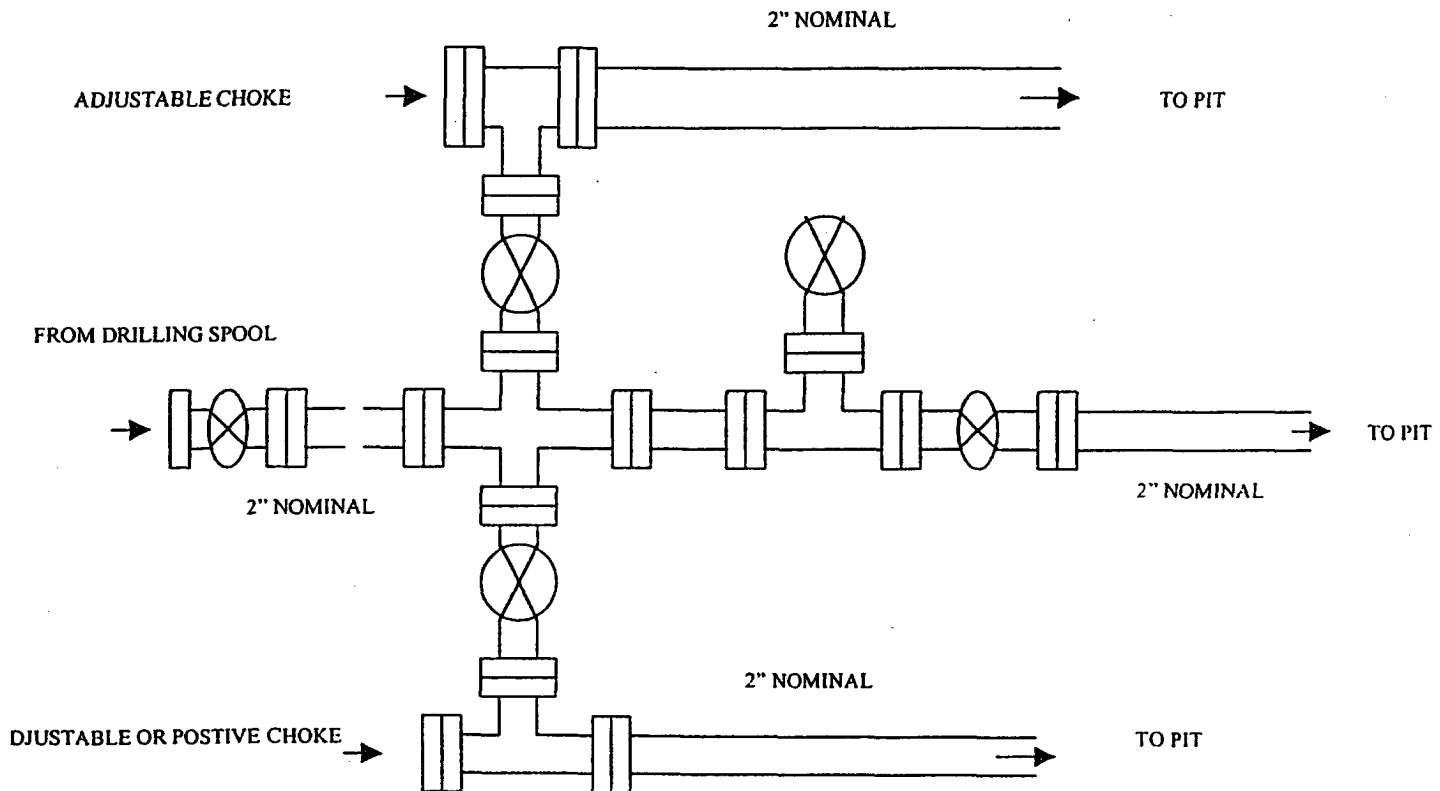 2" NOMINAL
ADJUSTABLE CHOKE
TO PIT
FROM DRILLING SPOOL
TO PIT
2" NOMINAL
2" NOMINAL
2" NOMINAL
DJUSTABLE OR POSTIVE CHOKE
TO PIT